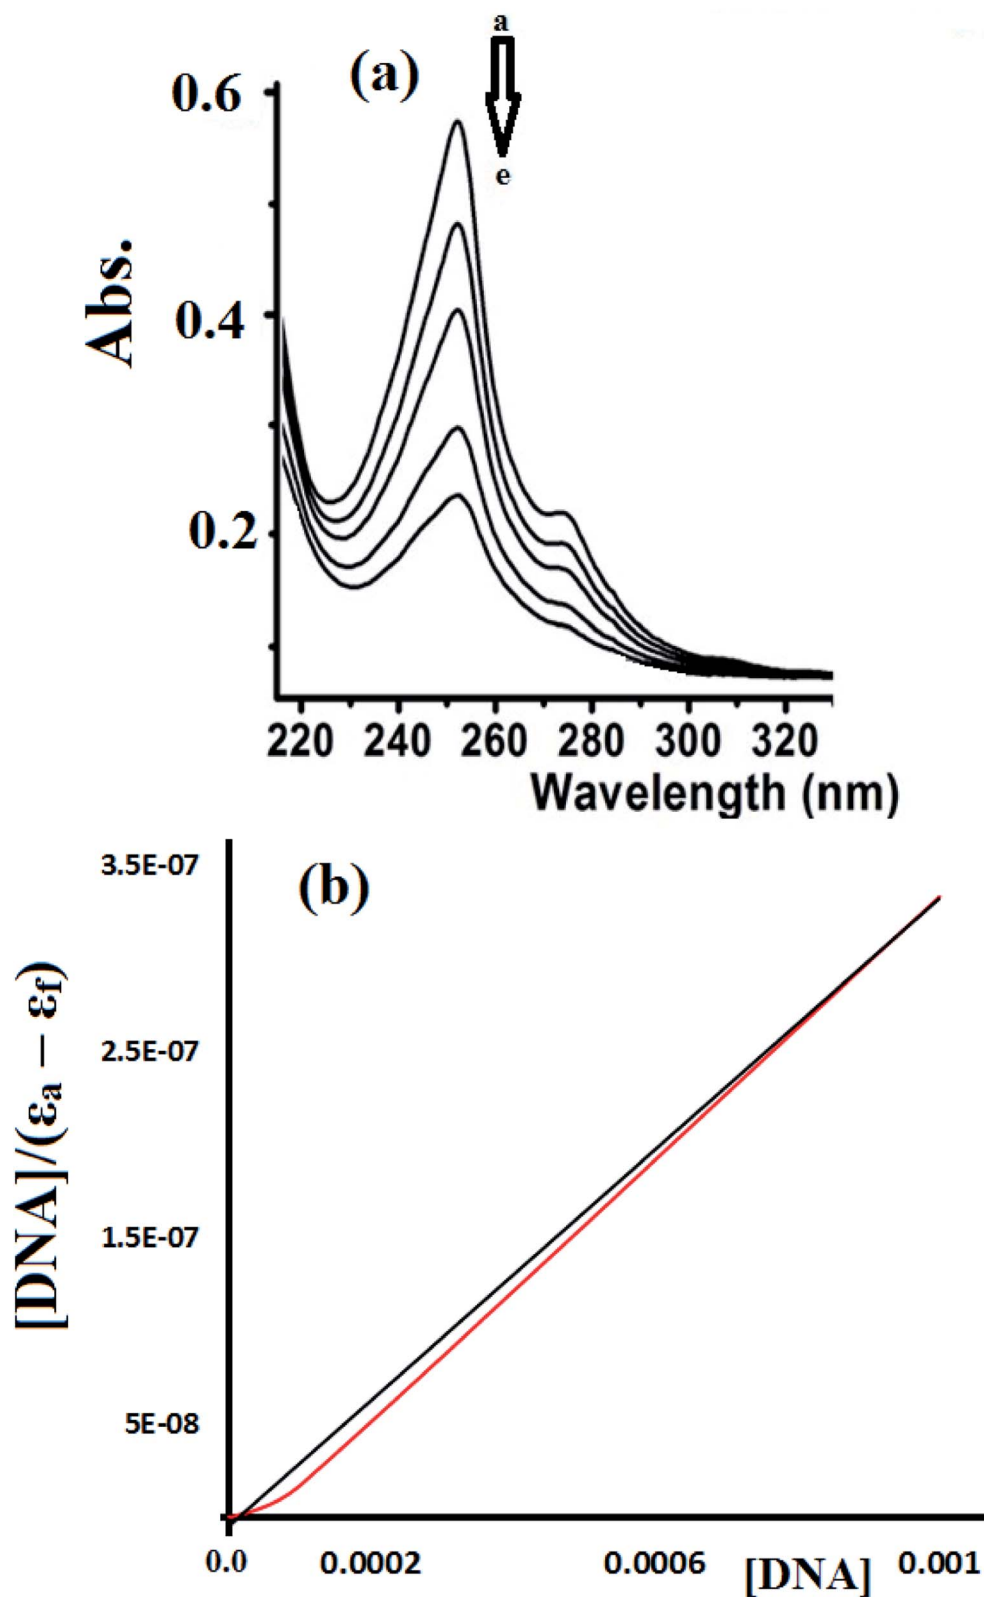 a
(a)
e
0.6
0.4
0.2
Abs.
220 240 260 280 300 320
Wavelength (nm)
(b)
3.5E-07
2.5E-07
1.5E-07
5E-08
[DNA]/(εa – εf)
0.0 0.0002 0.0006 [DNA] 0.001